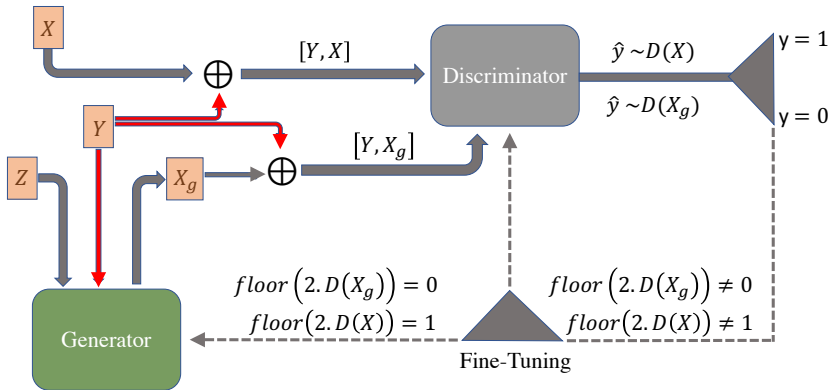 X
[Y, X]
Discriminator
ŷ ~D(X)
y = 1
ŷ ~D(X_g)
y = 0
Y
[Y, X_g]
Z
X_g
floor(2. D(X_g)) = 0
floor(2. D(X_g)) ≠ 0
floor(2. D(X)) = 1
floor(2. D(X)) ≠ 1
Generator
Fine-Tuning